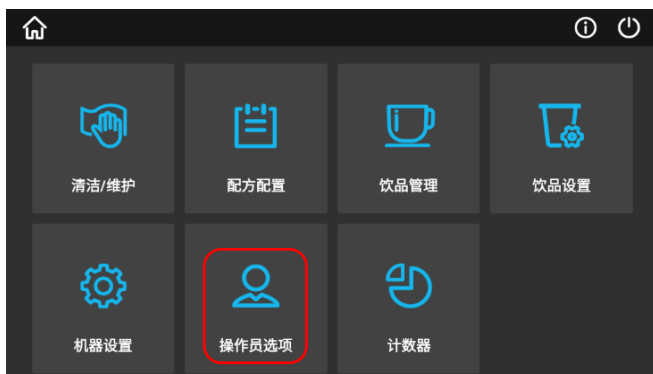 清洁/维护
配方配置
饮品管理
饮品设置
机器设置
操作员选项
计数器